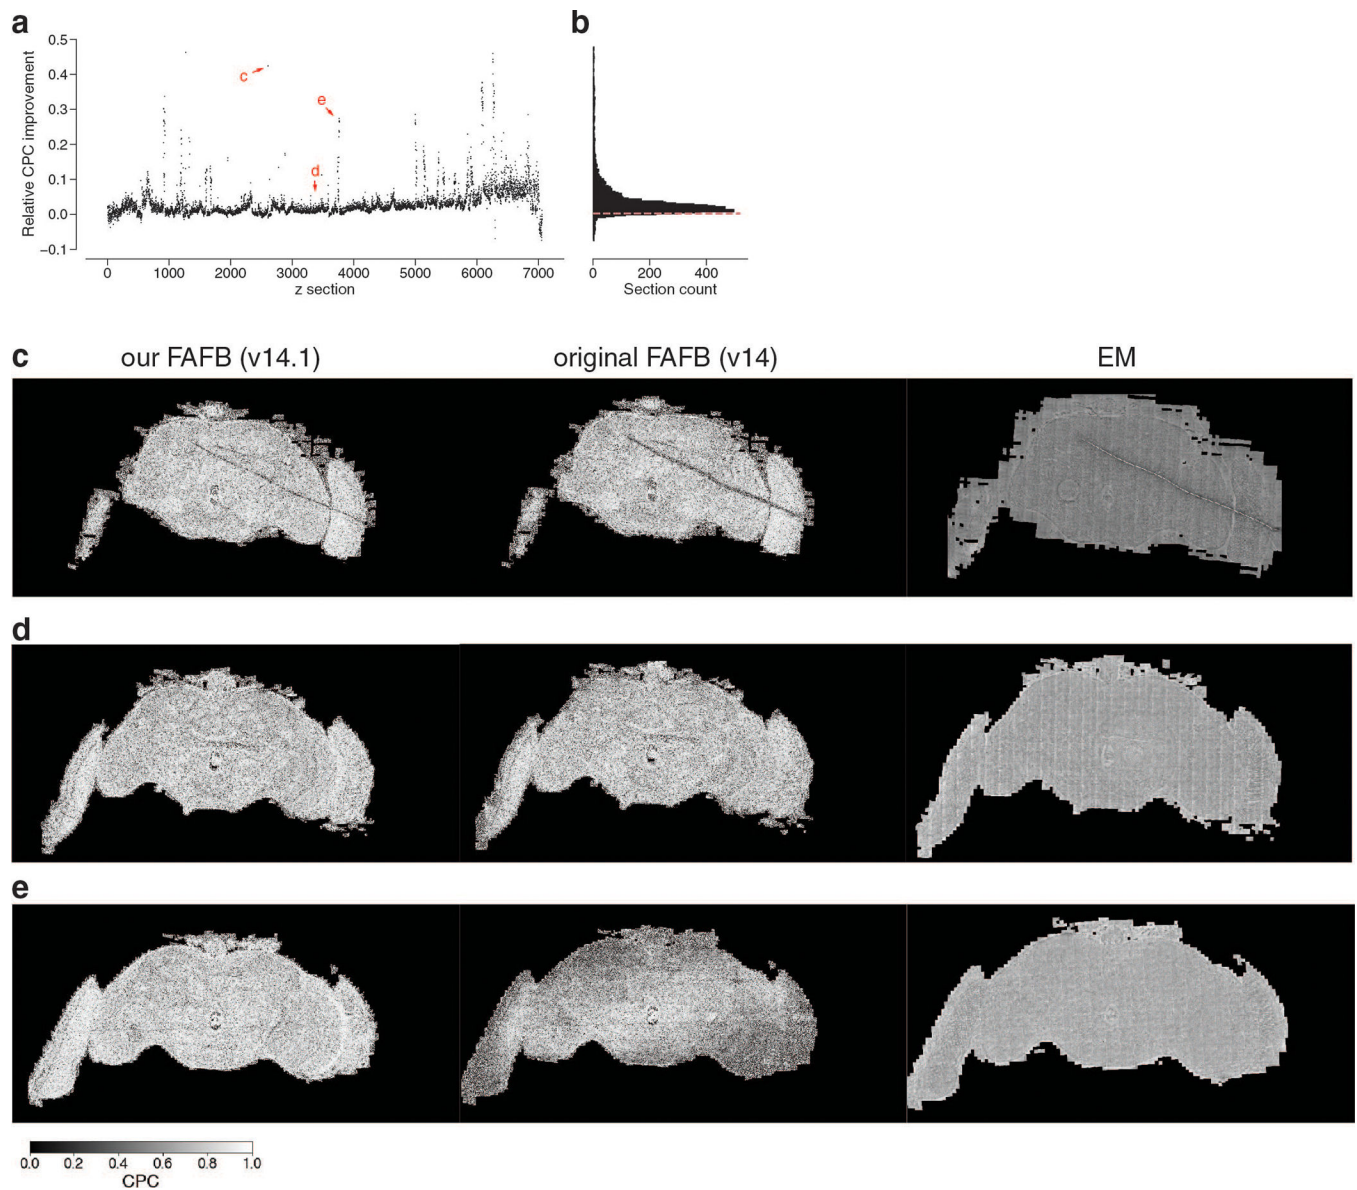 a
b
Relative CPC improvement
0.5
0.4
0.3
0.2
0.1
0.0
−0.1
c
e
d
0 1000 2000 3000 4000 5000 6000 7000
z section
0 200 400
Section count
c
our FAFB (v14.1) original FAFB (v14) EM
d
e
0.0 0.2 0.4 0.6 0.8 1.0
CPC